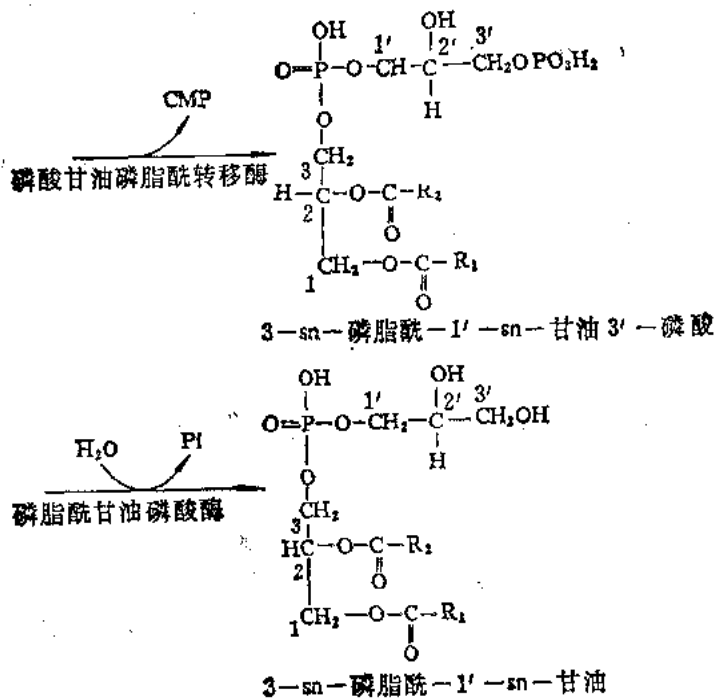 OH
OH
1′ 2′ 3′
O=P-O-CH-C-CH₂OPO₃H₂
H
CMP
O
磷酸甘油磷脂酰转移酶
3 CH₂
H-C-O-C-R₂
2 O
CH₂-O-C-R₁
1 O
3-sn-磷脂酰-1′-sn-甘油3′-磷酸
OH
OH
1′ 2′ 3′
O=P-O-CH₂-C-CH₂OH
H
H₂O Pi
O
磷脂酰甘油磷酸酶
3 CH₂
HC-O-C-R₂
2 O
1 CH₂-O-C-R₁
O
3-sn-磷脂酰-1′-sn-甘油